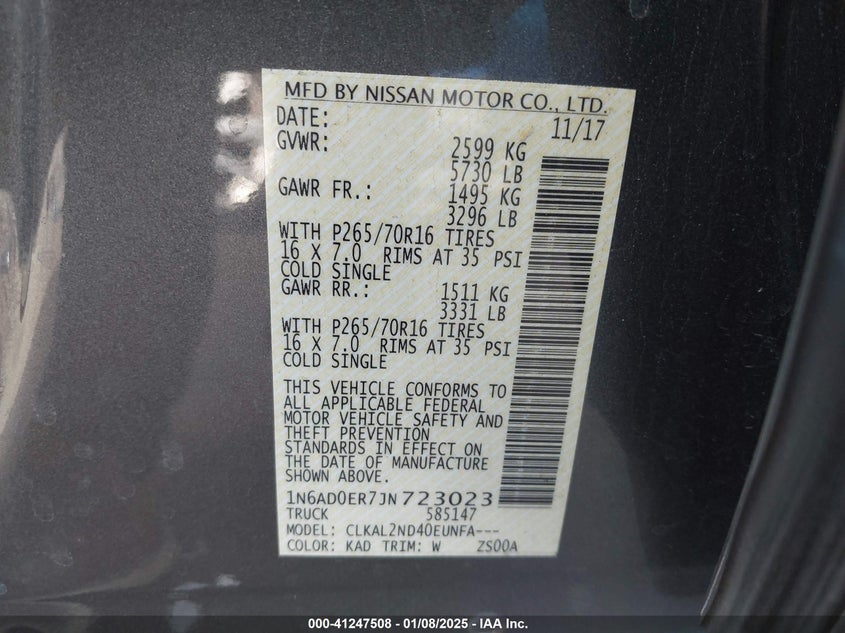 MFD BY NISSAN MOTOR CO., LTD.
DATE: 11/17
GVWR: 2599 KG
5730 LB
GAWR FR.: 1495 KG
3296 LB
WITH P265/70R16 TIRES
16 X 7.0 RIMS AT 35 PSI
COLD SINGLE
GAWR RR.: 1511 KG
3331 LB
WITH P265/70R16 TIRES
16 X 7.0 RIMS AT 35 PSI
COLD SINGLE
THIS VEHICLE CONFORMS TO
ALL APPLICABLE FEDERAL
MOTOR VEHICLE SAFETY AND
THEFT PREVENTION
STANDARDS IN EFFECT ON
THE DATE OF MANUFACTURE
SHOWN ABOVE.
1N6AD0ER7JN723023
TRUCK 585147
MODEL: CLKAL2ND40EUNFA---
COLOR: KAD TRIM: W ZS00A
000-41247508 - 01/08/2025 - IAA Inc.